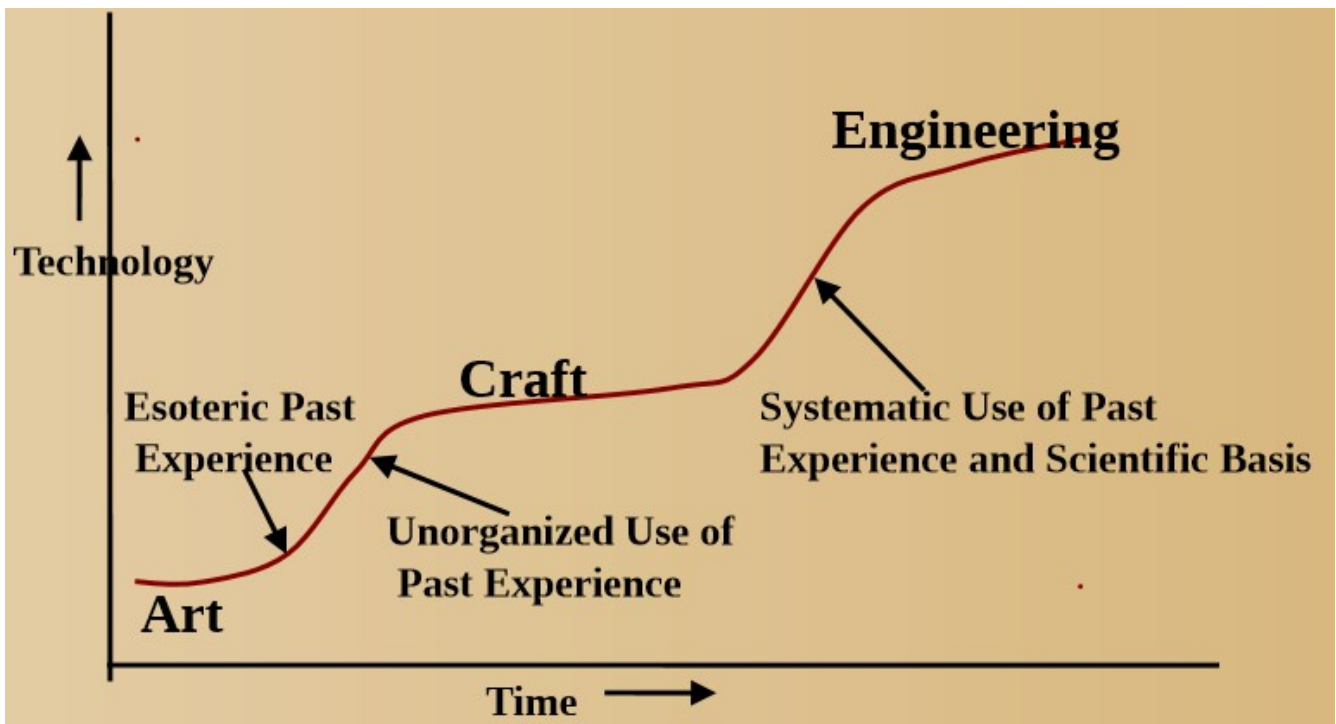 Engineering
Technology
Craft
Esoteric Past
Experience
Systematic Use of Past
Experience and Scientific Basis
Unorganized Use of
Past Experience
Art
Time